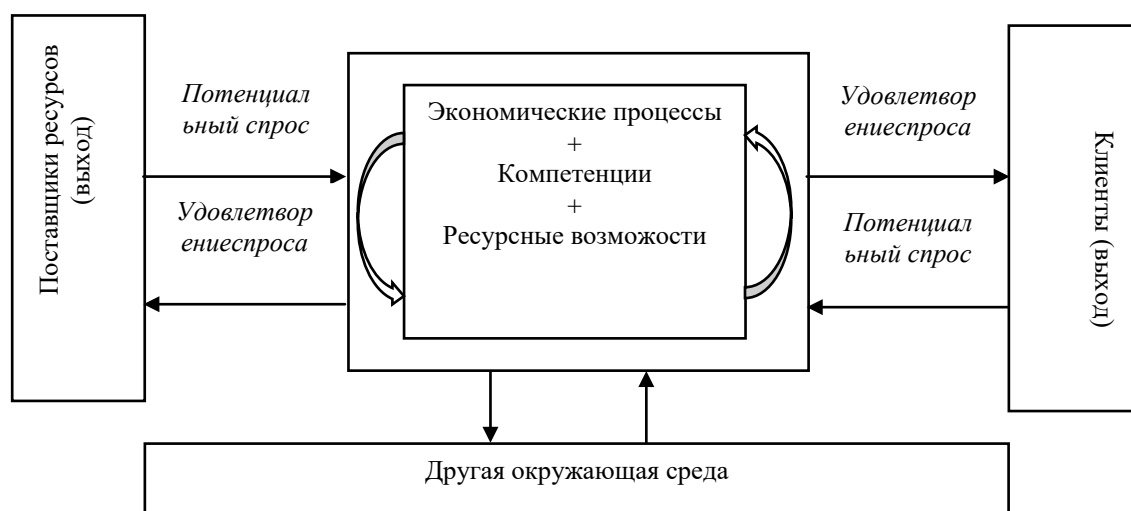 Поставщики ресурсов
(выход)
Потенциал
ьный спрос
Удовлетвор
ениеспроса
Экономические процессы
+
Компетенции
+
Ресурсные возможости
Удовлетвор
ениеспроса
Потенциал
ьный спрос
Клиенты (выход)
Другая окружающая среда